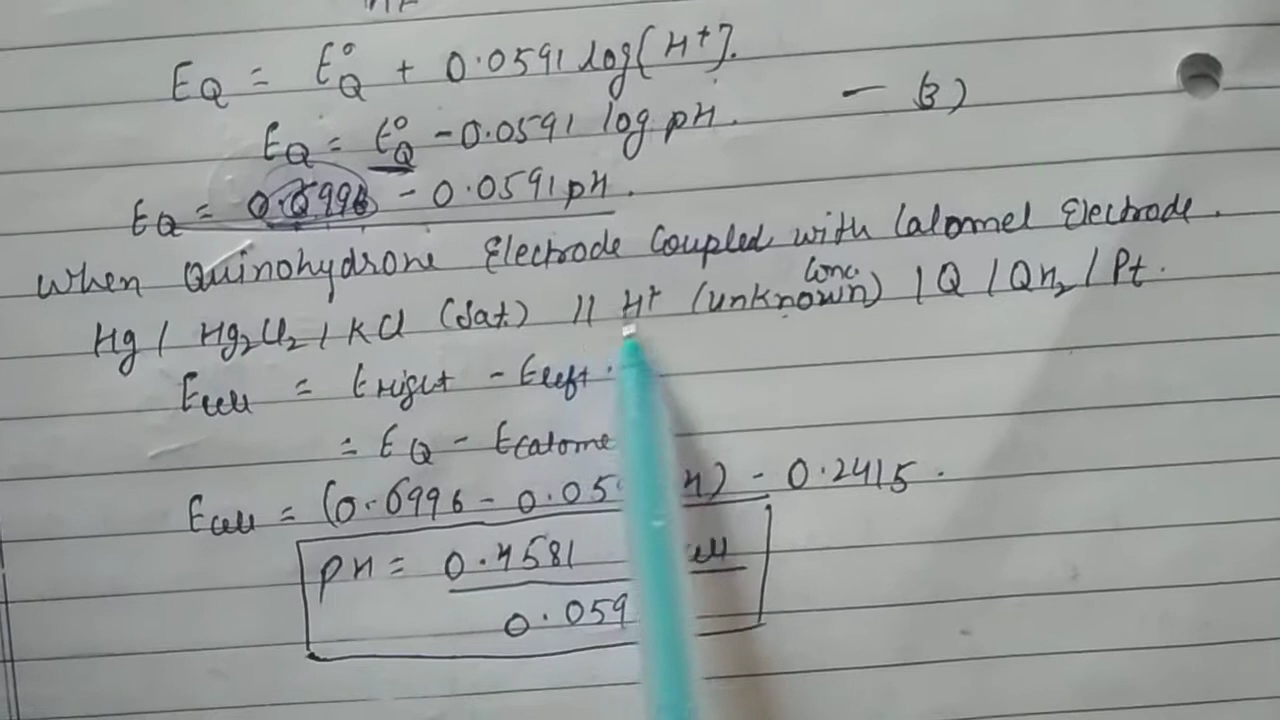 EQ = E°Q + 0.0591 log[H+].
EQ = E°Q - 0.0591 log pH. — (3)
EQ = 0.6996 - 0.0591 pH.
When Quinohydrone Electrode Coupled with Calomel Electrode.
Hg / Hg2Cl2 / KCl (Sat.) // H+ (unknown) conc / Q / QH2 / Pt.
Ecell = Eright - Eleft.
= EQ - Ecalome
Ecell = (0.6996 - 0.05 H) - 0.2415.
pH = 0.4581 ell
0.059